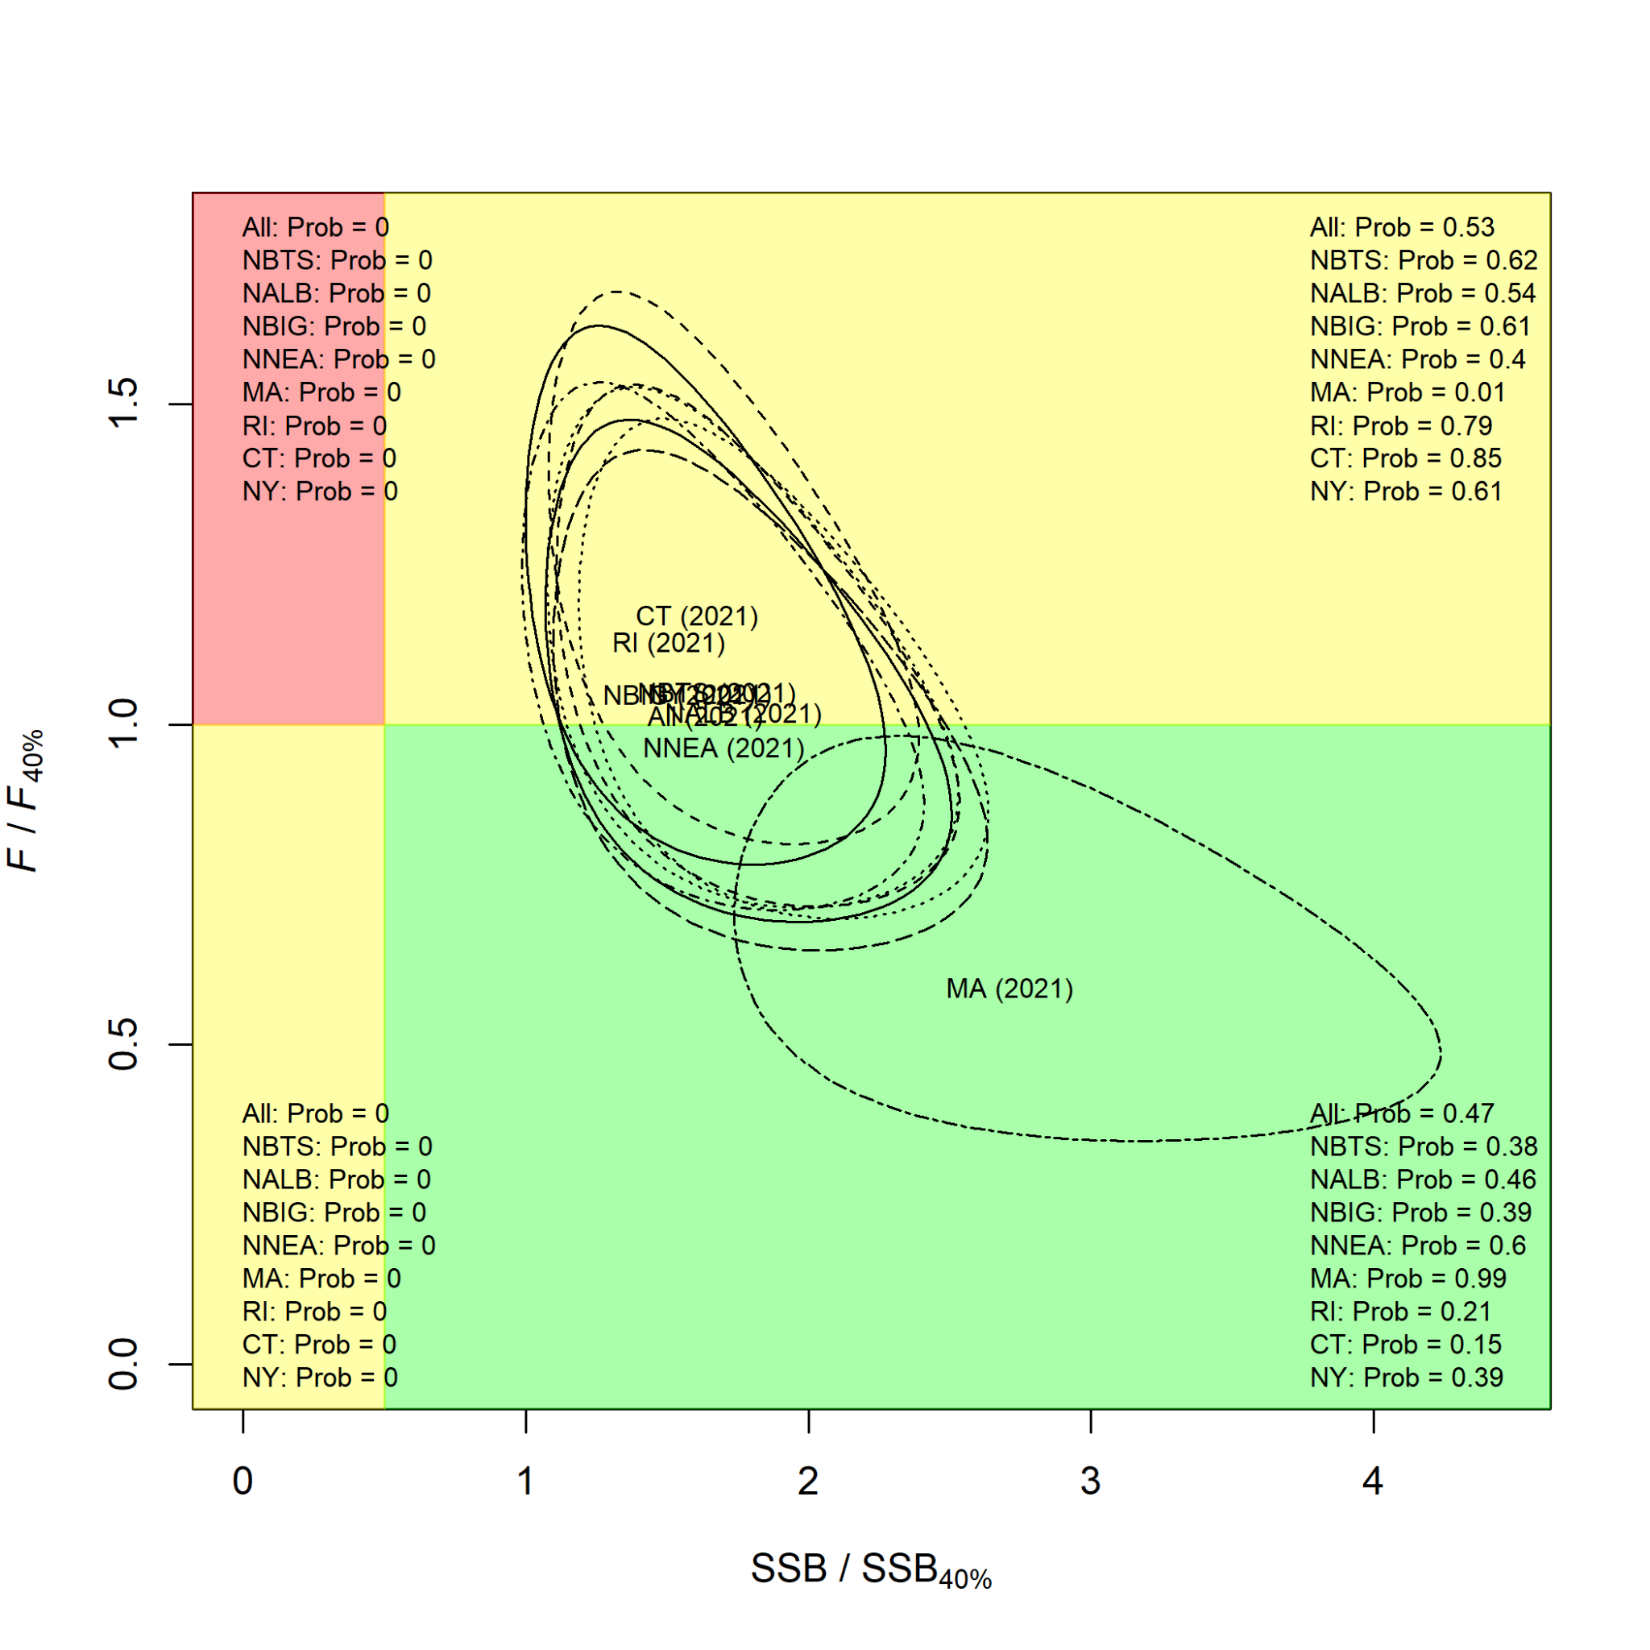 All: Prob = 0
NBTS: Prob = 0
NALB: Prob = 0
NBIG: Prob = 0
NNEA: Prob = 0
MA: Prob = 0
RI: Prob = 0
CT: Prob = 0
NY: Prob = 0
All: Prob = 0.53
NBTS: Prob = 0.62
NALB: Prob = 0.54
NBIG: Prob = 0.61
NNEA: Prob = 0.4
MA: Prob = 0.01
RI: Prob = 0.79
CT: Prob = 0.85
NY: Prob = 0.61
CT (2021)
RI (2021)
NBTS (2021)
NALB (2021)
All (2021)
NNEA (2021)
MA (2021)
All: Prob = 0
NBTS: Prob = 0
NALB: Prob = 0
NBIG: Prob = 0
NNEA: Prob = 0
MA: Prob = 0
RI: Prob = 0
CT: Prob = 0
NY: Prob = 0
All: Prob = 0.47
NBTS: Prob = 0.38
NALB: Prob = 0.46
NBIG: Prob = 0.39
NNEA: Prob = 0.6
MA: Prob = 0.99
RI: Prob = 0.21
CT: Prob = 0.15
NY: Prob = 0.39
1.5
1.0
0.5
0.0
F / F40%
0 1 2 3 4
SSB / SSB40%